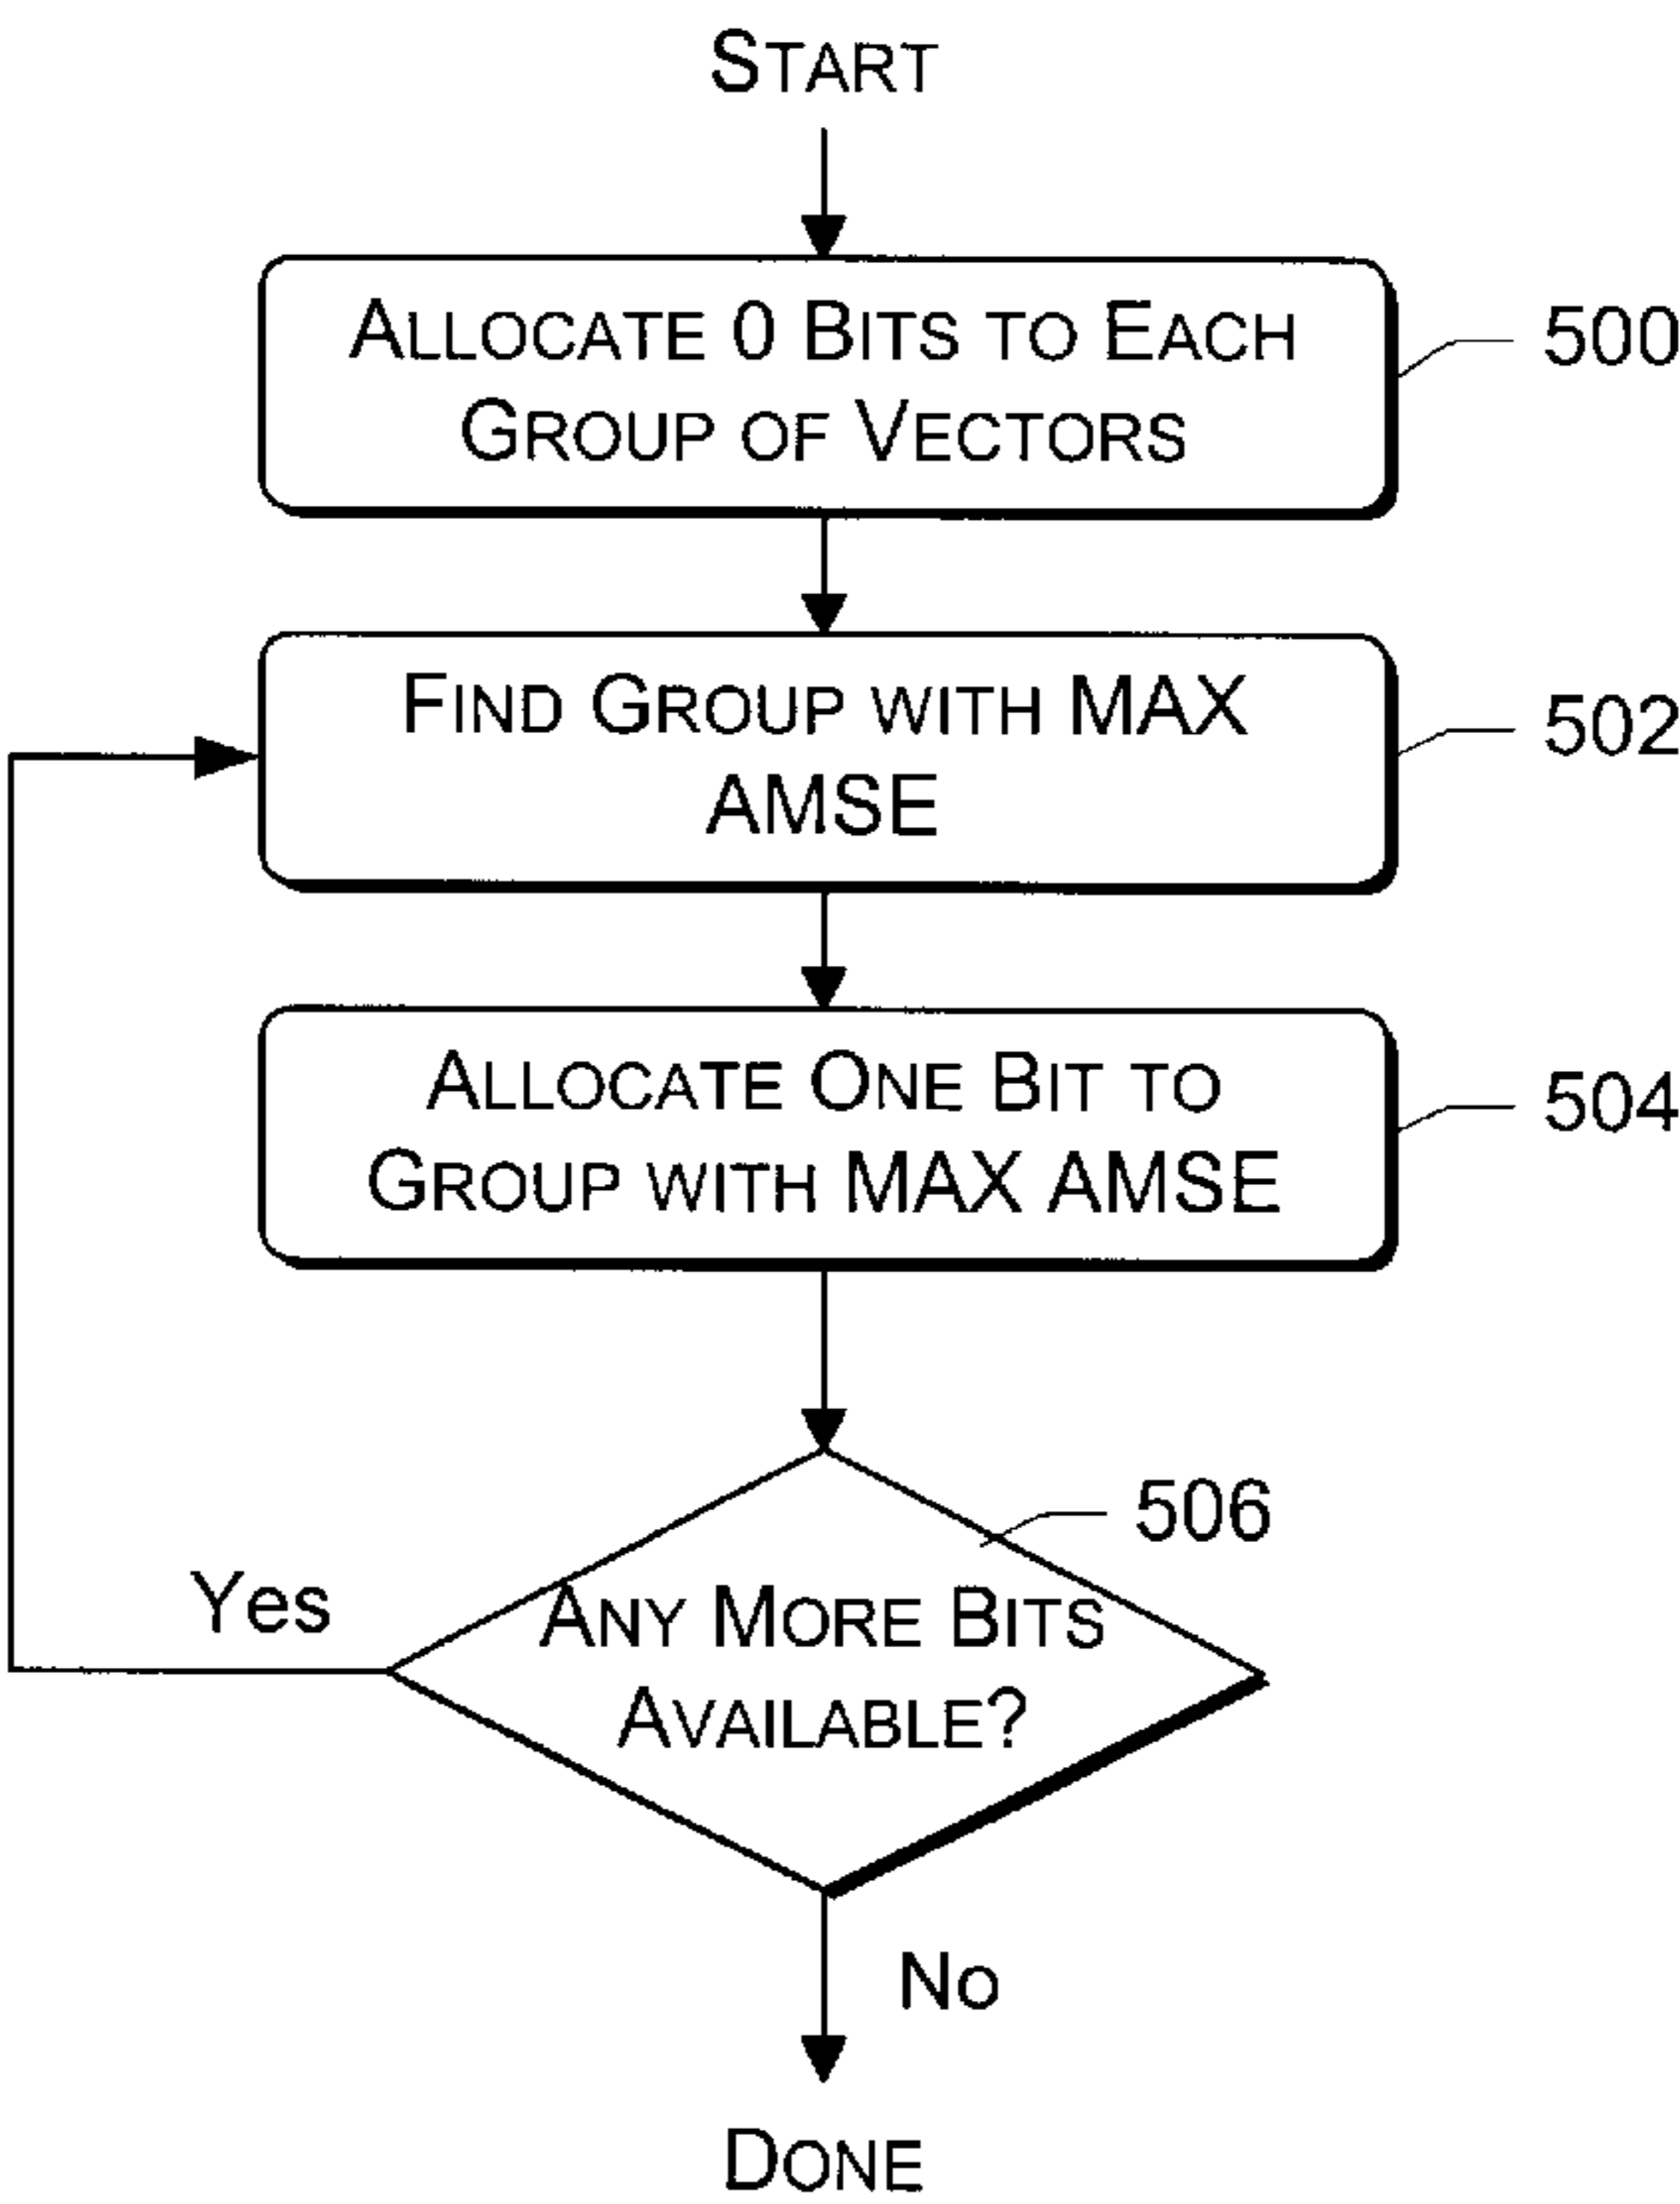 START
ALLOCATE 0 BITS TO EACH
GROUP OF VECTORS
500
FIND GROUP WITH MAX
AMSE
502
ALLOCATE ONE BIT TO
GROUP WITH MAX AMSE
504
506
Yes
ANY MORE BITS
AVAILABLE?
NO
DONE